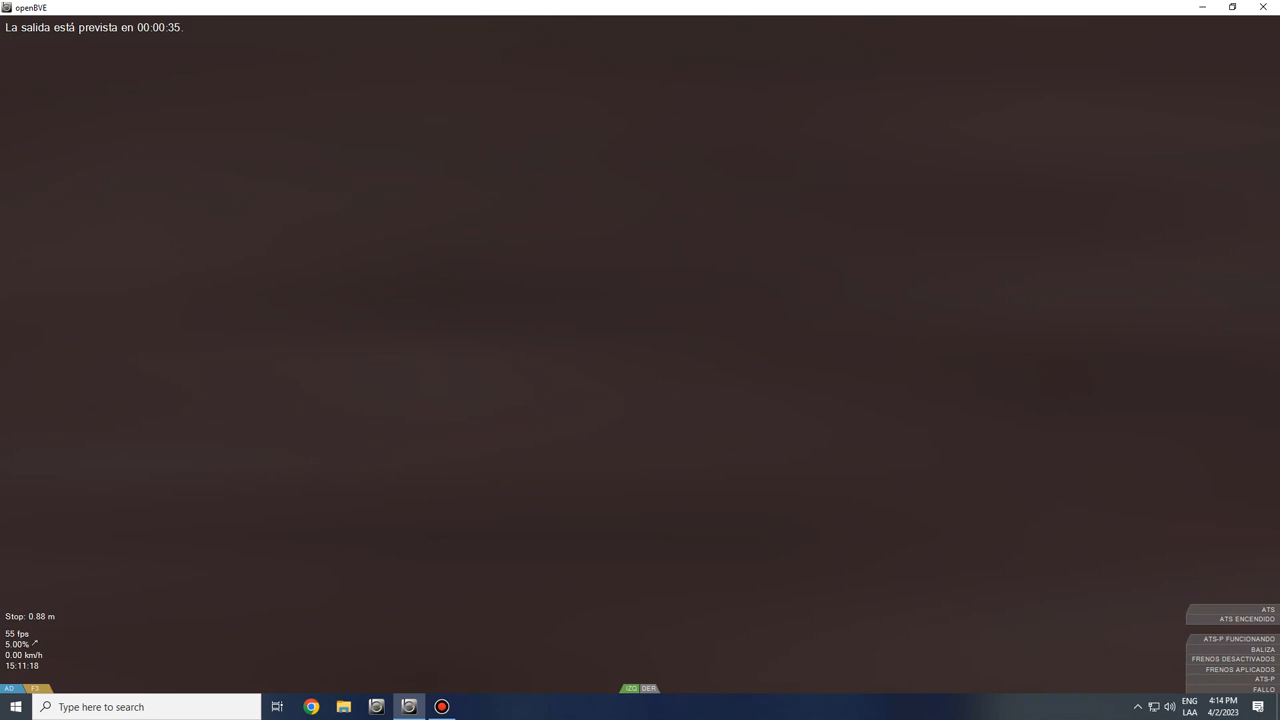 openBVE
La salida está prevista en 00:00:35.
Stop: 0.88 m
55 fps
5.00%
0.00 km/h
15:11:18
AD F3
IZQ DER
ATS
ATS ENCENDIDO
ATS-P FUNCIONANDO
BALIZA
FRENOS DESACTIVADOS
FRENOS APLICADOS
ATS-P
FALLO
Type here to search
ENG
LAA
4:14 PM
4/2/2023